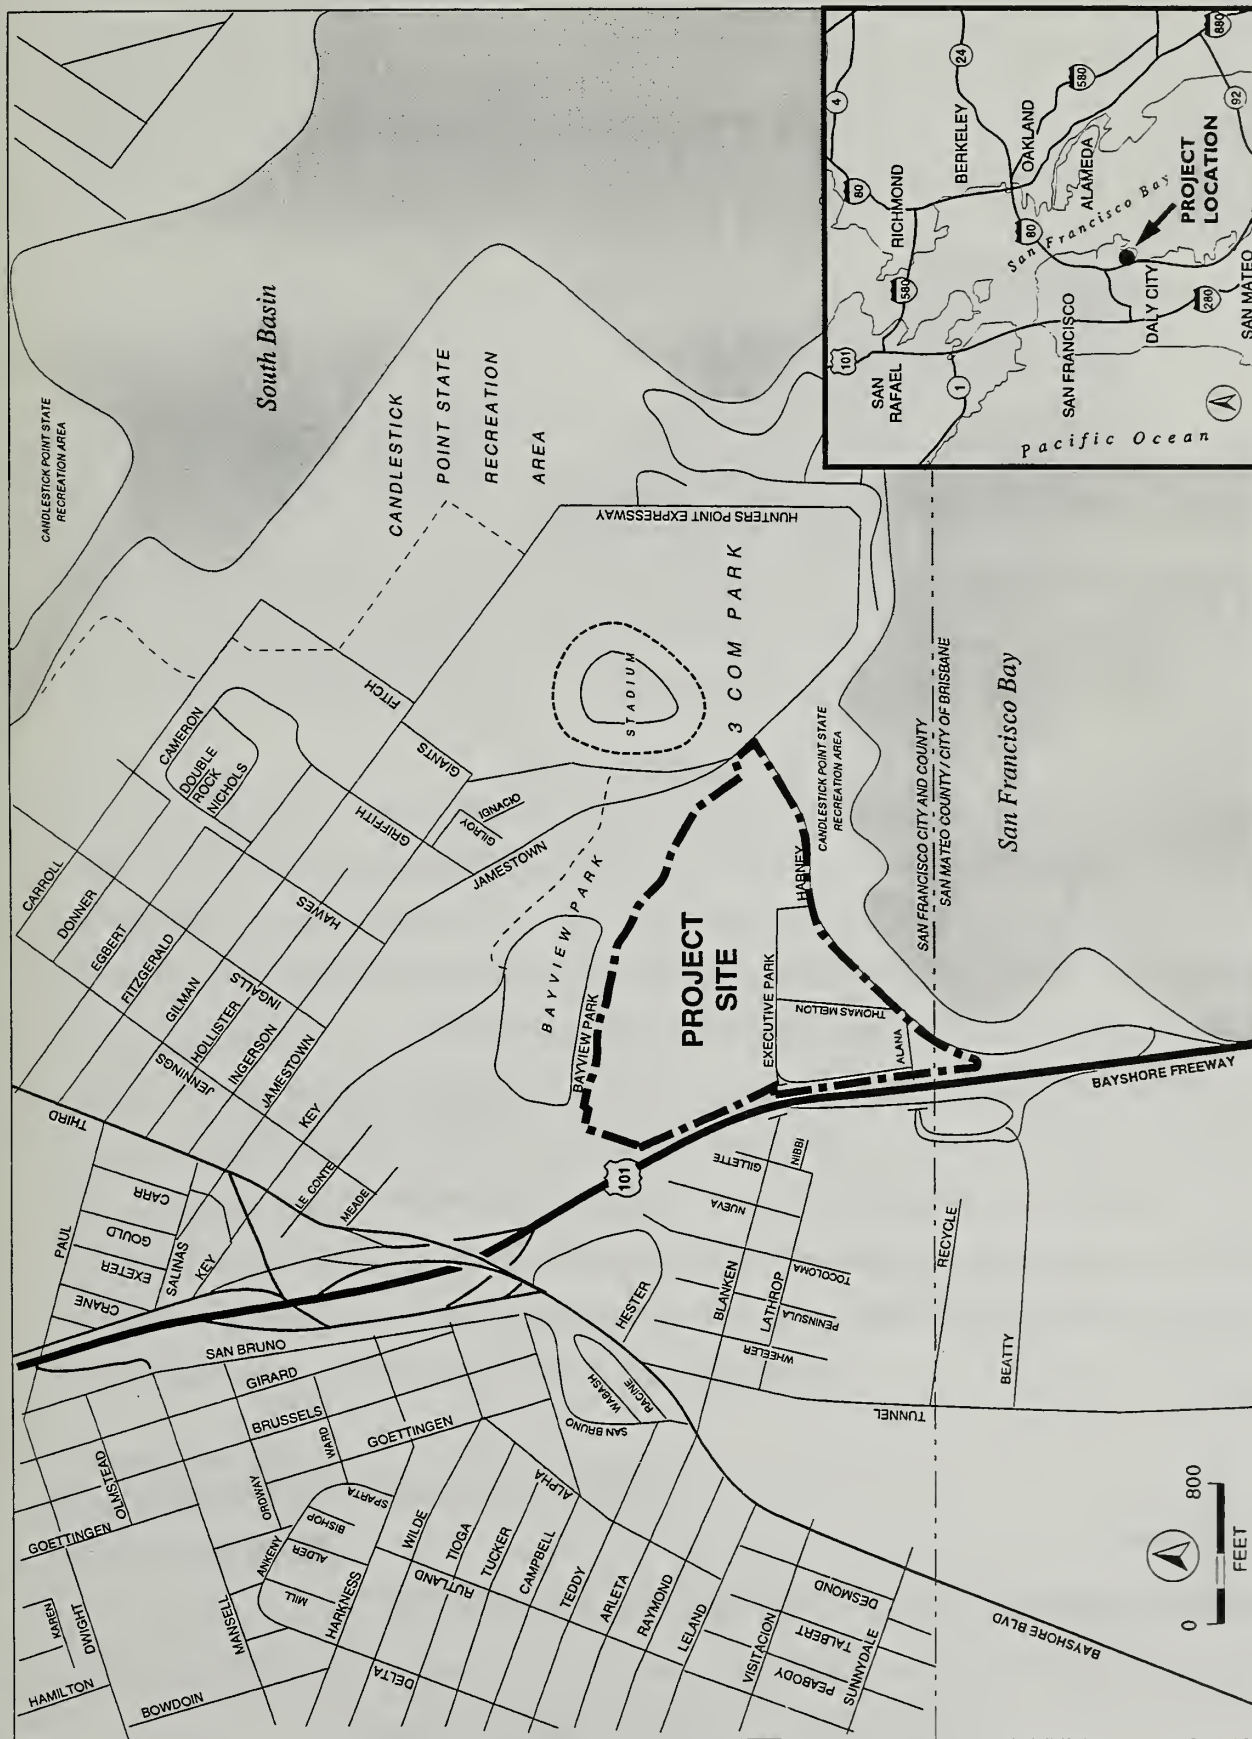 CANDLESTICK POINT STATE
RECREATION AREA
South Basin
CANDLESTICK
POINT STATE
RECREATION
AREA
HUNTERS POINT EXPRESSWAY
3 COM PARK
STADIUM
CANDLESTICK POINT STATE
RECREATION AREA
SAN FRANCISCO CITY AND COUNTY
SAN MATEO COUNTY / CITY OF BRISBANE
San Francisco Bay
PROJECT
SITE
BAYVIEW PARK
BAYVIEW PARK
EXECUTIVE PARK
HARNEY
THOMAS MELLON
ALANA
BAYSHORE FREEWAY
101
CARROLL
DONNER
EGBERT
FITZGERALD
GILMAN
HOLLISTER
INGERSON
JAMESTOWN
KEY
LE CONTE
MEADE
JENNINGS
INGALLS
HAWES
GRIFFITH
GIANTS
FITCH
CAMERON
DOUBLE
ROCK
NICHOLS
GILROY
IGNACIO
JAMESTOWN
THIRD
PAUL
CARR
GOULD
EXETER
CRANE
SALINAS
KEY
SAN BRUNO
GIRARD
BRUSSELS
WARD
GOETTINGEN
OLMSTEAD
ORDWAY
GOETTINGEN
KAREN
DWIGHT
HAMILTON
BOWDOIN
MANSELL
ANKENY
MILL
ALDER
BISHOP
SPARTA
HARKNESS
WILDE
TIOGA
TUCKER
CAMPBELL
TEDDY
ARLETA
RAYMOND
LELAND
VISITACION
SUNNYDALE
DELTA
RUTLAND
ALPHA
PEABODY
TALBERT
DESMOND
SAN BRUNO
WABASH
RACINE
HESTER
BLANKEN
LATHROP
WHEELER
PENINSULA
TOCOLOMA
NUEVA
GILLETTE
NIBBI
TUNNEL
BEATTY
RECYCLE
BAYSHORE BLVD
0
800
FEET
4
24
80
580
880
92
101
580
80
1
280
RICHMOND
BERKELEY
OAKLAND
ALAMEDA
SAN
RAFAEL
San Francisco Bay
SAN FRANCISCO
DALY CITY
SAN MATEO
PROJECT
LOCATION
Pacific Ocean